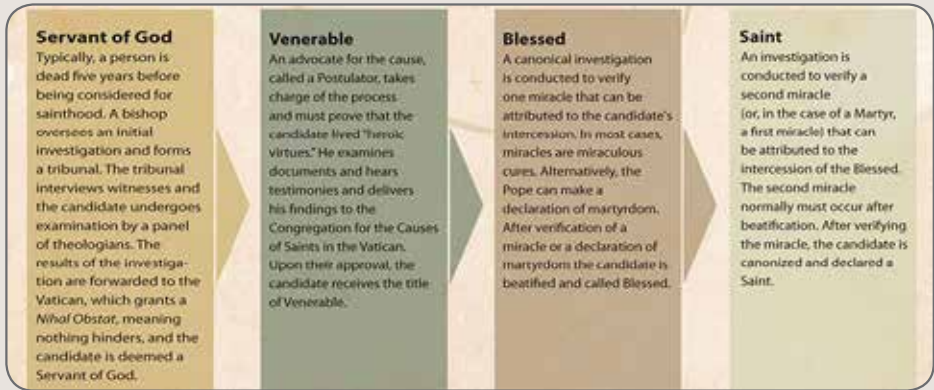 Servant of God
Typically, a person is
dead five years before
being considered for
sainthood. A bishop
oversees an initial
investigation and forms
a tribunal. The tribunal
interviews witnesses and
the candidate undergoes
examination by a panel
of theologians. The
results of the investiga-
tion are forwarded to the
Vatican, which grants a
Nihal Obstat, meaning
nothing hinders, and the
candidate is deemed a
Servant of God.
Venerable
An advocate for the cause,
called a Postulator, takes
charge of the process
and must prove that the
candidate lived "heroic
virtues." He examines
documents and hears
testimonies and delivers
his findings to the
Congregation for the Causes
of Saints in the Vatican.
Upon their approval, the
candidate receives the title
of Venerable.
Blessed
A canonical investigation
is conducted to verify
one miracle that can be
attributed to the candidate's
intercession. In most cases,
miracles are miraculous
cures. Alternatively, the
Pope can make a
declaration of martyrdom.
After verification of a
miracle or a declaration of
martyrdom the candidate is
beatified and called Blessed.
Saint
An investigation is
conducted to verify a
second miracle
(or, in the case of a Martyr,
a first miracle) that can
be attributed to the
intercession of the Blessed.
The second miracle
normally must occur after
beatification. After verifying
the miracle, the candidate is
canonized and declared a
Saint.